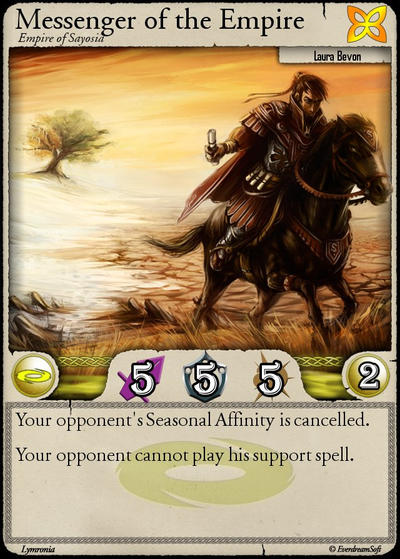 Messenger of the Empire
Empire of Sayosia
Laura Bevon
S
5 5 5 2
Your opponent's Seasonal Affinity is cancelled.
Your opponent cannot play his support spell.
Lymronia © EverdreamSoft